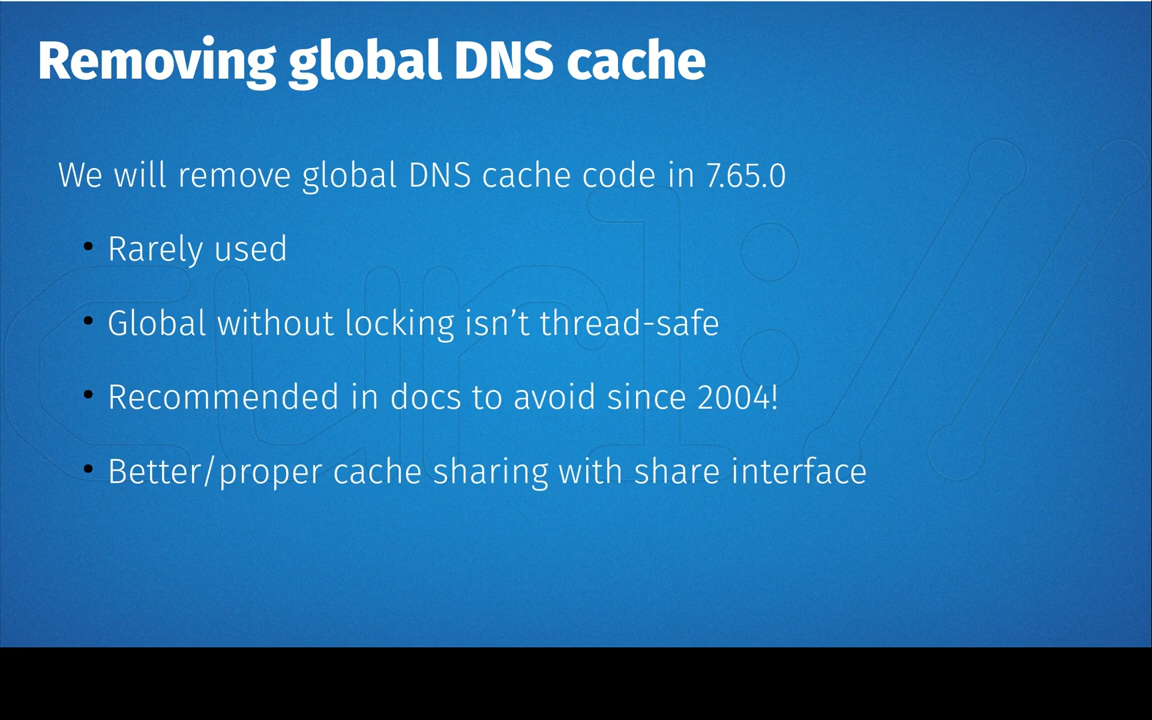 Removing global DNS cache
We will remove global DNS cache code in 7.65.0
• Rarely used
• Global without locking isn’t thread-safe
• Recommended in docs to avoid since 2004!
• Better/proper cache sharing with share interface
curl://